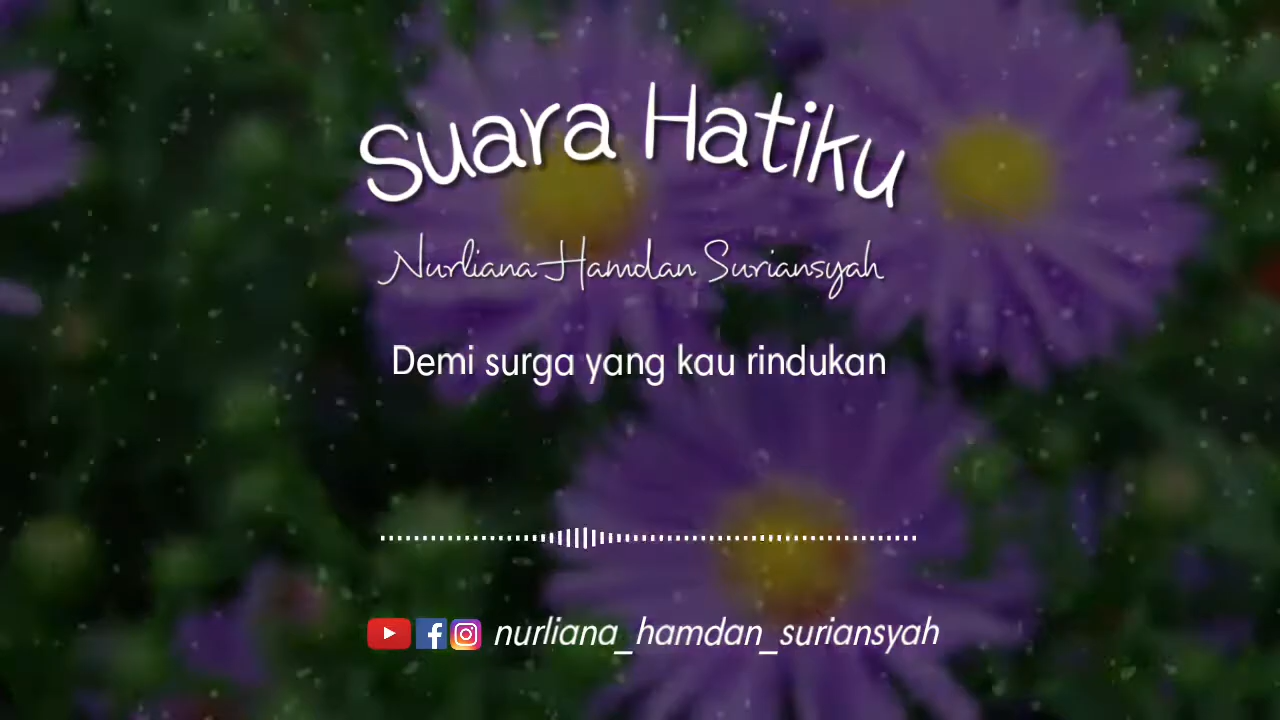 Suara Hatiku
Nurliana Hamdan Suriansyah
Demi surga yang kau rindukan
nurliana_hamdan_suriansyah